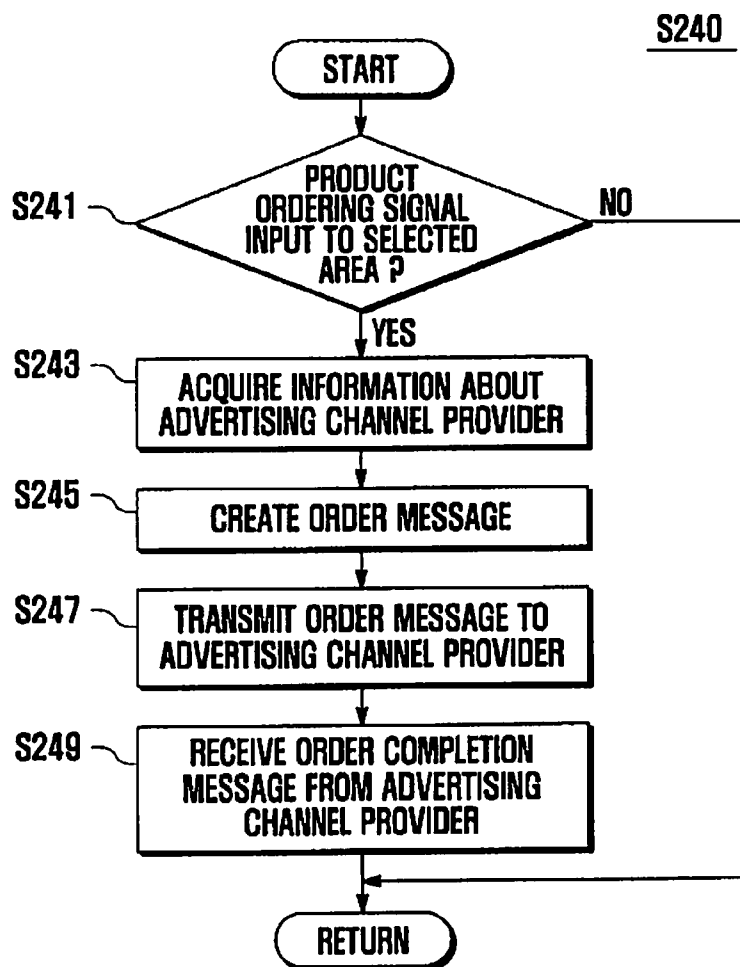 S240
START
S241
PRODUCT
ORDERING SIGNAL
INPUT TO SELECTED
AREA ?
NO
YES
S243
ACQUIRE INFORMATION ABOUT
ADVERTISING CHANNEL PROVIDER
S245
CREATE ORDER MESSAGE
S247
TRANSMIT ORDER MESSAGE TO
ADVERTISING CHANNEL PROVIDER
S249
RECEIVE ORDER COMPLETION
MESSAGE FROM ADVERTISING
CHANNEL PROVIDER
RETURN